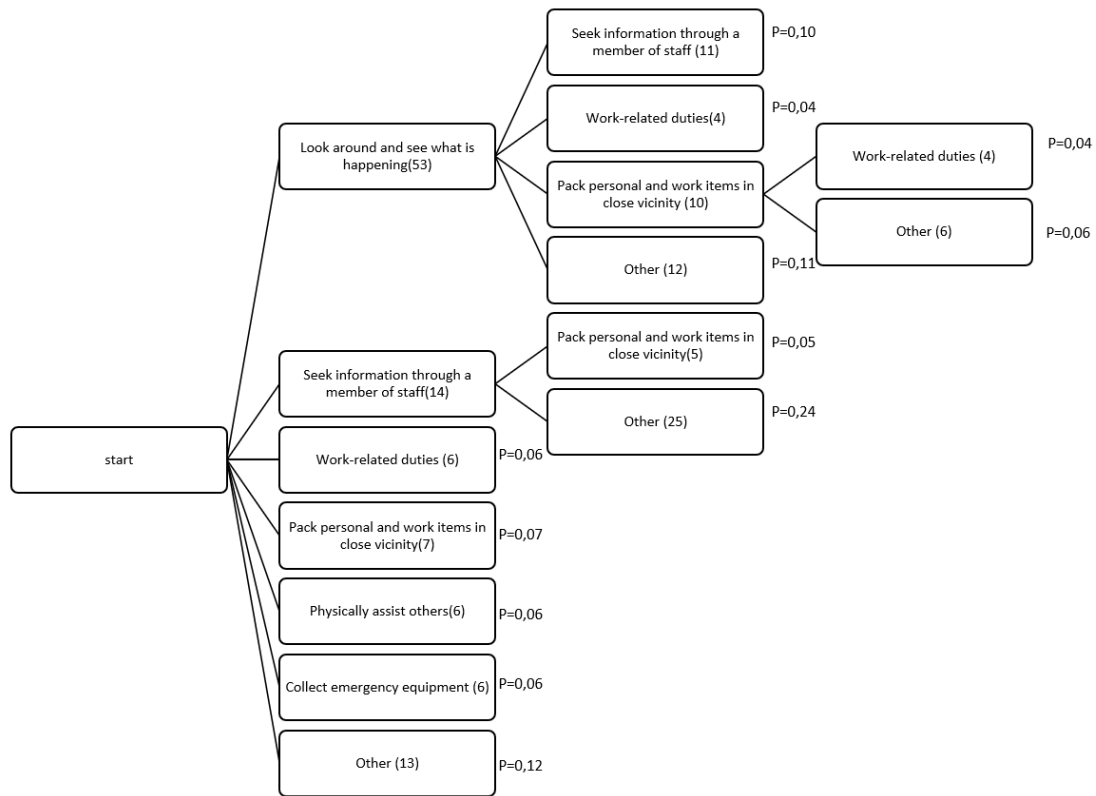 Seek information through a
member of staff (11)
P=0,10
Work-related duties(4)
P=0,04
Look around and see what is
happening(53)
Pack personal and work items in
close vicinity (10)
Work-related duties (4)
P=0,04
Other (6)
P=0,06
Other (12)
P=0,11
Seek information through a
member of staff(14)
Pack personal and work items in
close vicinity(5)
P=0,05
Other (25)
P=0,24
start
Work-related duties (6)
P=0,06
Pack personal and work items in
close vicinity(7)
P=0,07
Physically assist others(6)
P=0,06
Collect emergency equipment (6)
P=0,06
Other (13)
P=0,12